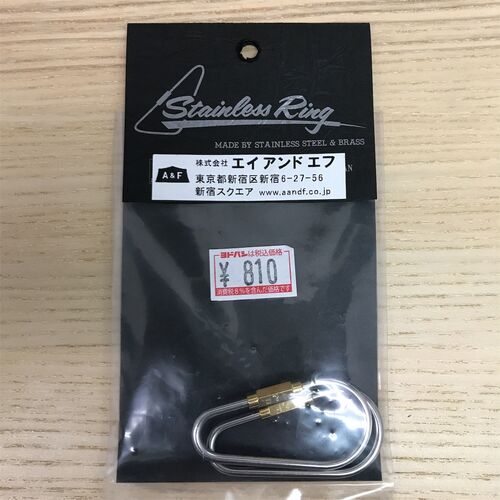 Stainless Ring
MADE BY STAINLESS STEEL & BRASS
A&F
株式会社 エイ アンド エフ
東京都新宿区新宿6-27-56
新宿スクエア www.aandf.co.jp
ヨドバシは税込価格
¥ 810
消費税8%を含んだ価格です